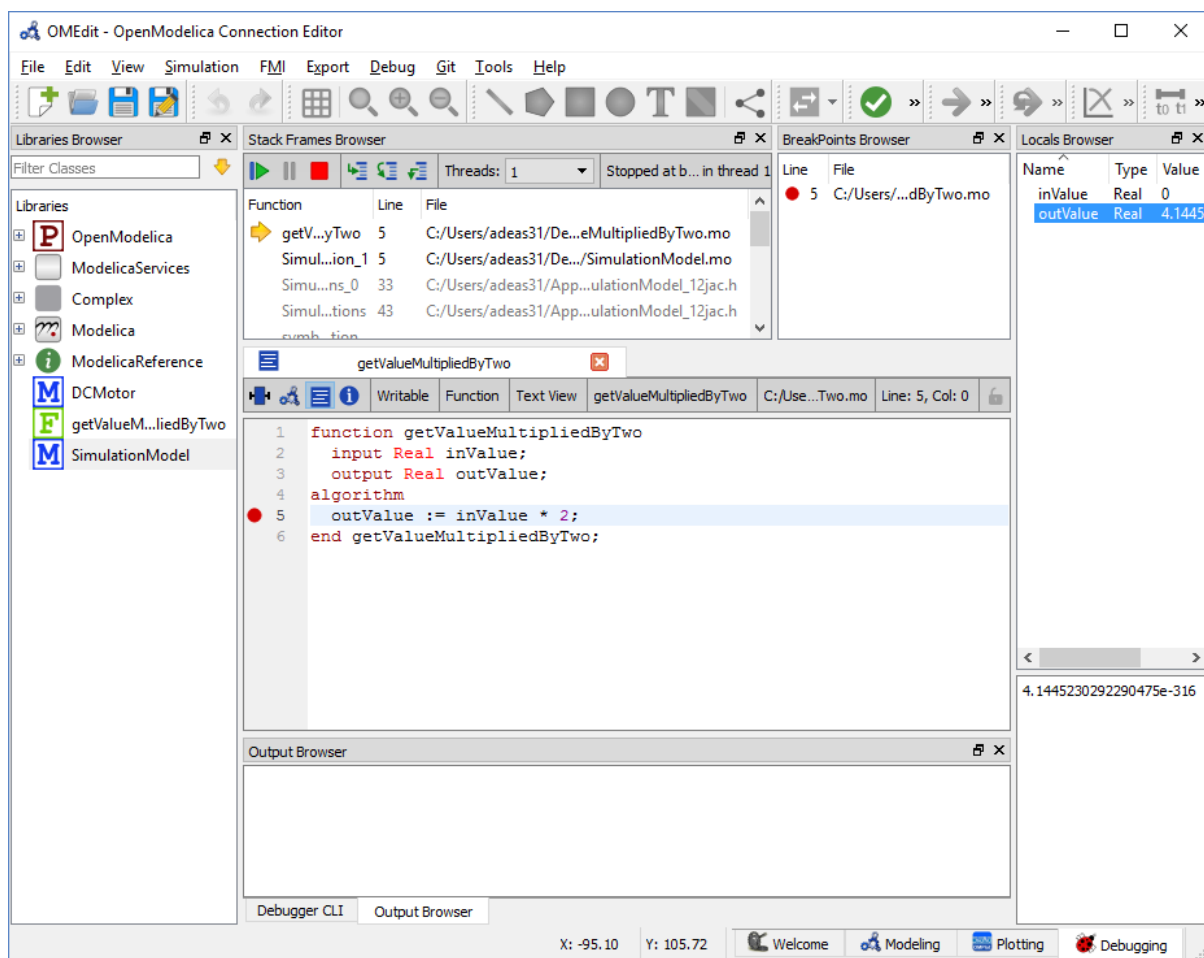 OMEdit - OpenModelica Connection Editor
File Edit View Simulation FMI Export Debug Git Tools Help
T » » » » t0 t1 »
Libraries Browser
Filter Classes
Libraries
P OpenModelica
ModelicaServices
Complex
Modelica
i ModelicaReference
M DCMotor
F getValueM...liedByTwo
M SimulationModel
Stack Frames Browser
Threads: 1 Stopped at b... in thread 1
Function Line File
getV...yTwo 5 C:/Users/adeas31/De...eMultipliedByTwo.mo
Simul...ion_1 5 C:/Users/adeas31/De.../SimulationModel.mo
Simu...ns_0 33 C:/Users/adeas31/App...ulationModel_12jac.h
Simul...tions 43 C:/Users/adeas31/App...ulationModel_12jac.h
symb...tion
BreakPoints Browser
Line File
5 C:/Users/...dByTwo.mo
Locals Browser
Name Type Value
inValue Real 0
outValue Real 4.1445
4.1445230292290475e-316
getValueMultipliedByTwo
Writable Function Text View getValueMultipliedByTwo C:/Use...Two.mo Line: 5, Col: 0
1 function getValueMultipliedByTwo
2 input Real inValue;
3 output Real outValue;
4 algorithm
5 outValue := inValue * 2;
6 end getValueMultipliedByTwo;
Output Browser
Debugger CLI Output Browser
X: -95.10 Y: 105.72 Welcome Modeling Plotting Debugging